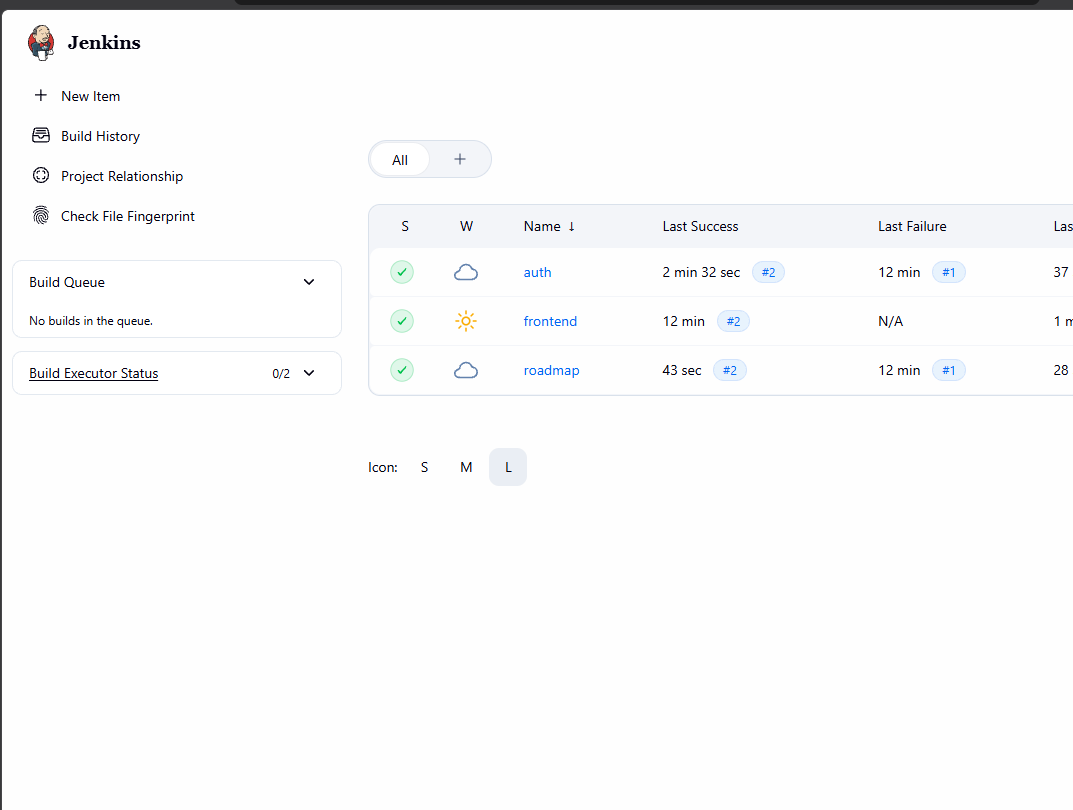 Jenkins
New Item
Build History
Project Relationship
Check File Fingerprint
Build Queue
No builds in the queue.
Build Executor Status 0/2
All +
S W Name ↓ Last Success Last Failure Las
auth 2 min 32 sec #2 12 min #1 37
frontend 12 min #2 N/A 1 m
roadmap 43 sec #2 12 min #1 28
Icon: S M L